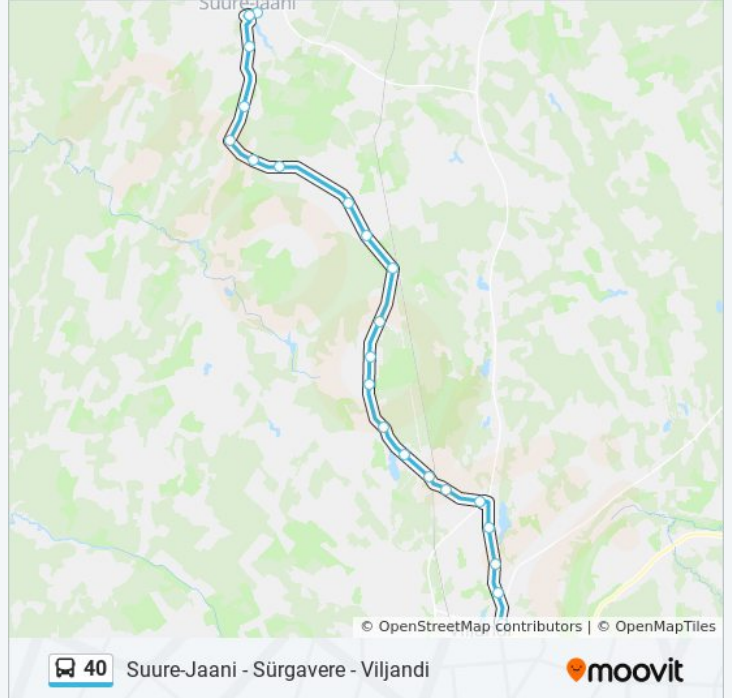 Suure-Jaani
© OpenStreetMap contributors | © OpenMapTiles
40 Suure-Jaani - Sürgavere - Viljandi
moovit